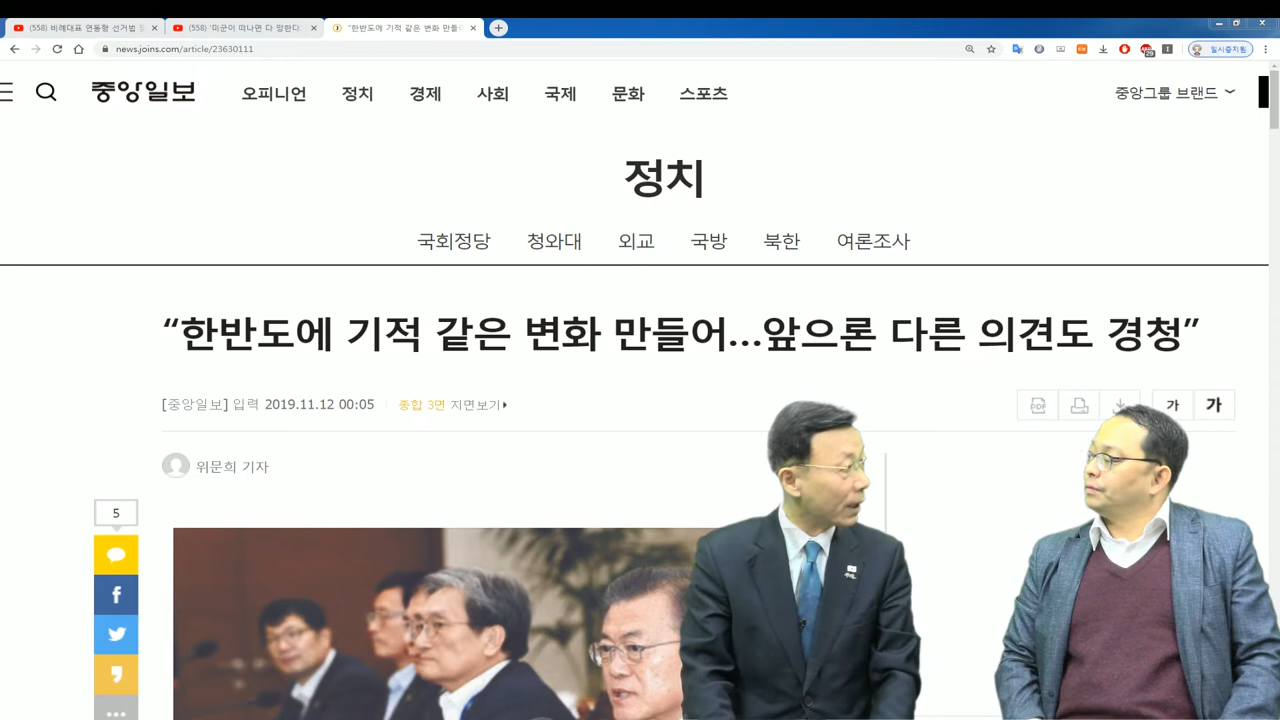 (558) 비례대표 연동형 선거법
(558) '미군이 떠나면 다 망한다
"한반도에 기적 같은 변화 만들어
news.joins.com/article/23630111
일시중지됨
중앙일보
오피니언 정치 경제 사회 국제 문화 스포츠
중앙그룹 브랜드
정치
국회정당 청와대 외교 국방 북한 여론조사
“한반도에 기적 같은 변화 만들어...앞으론 다른 의견도 경청”
[중앙일보] 입력 2019.11.12 00:05 종합 3면 지면보기
PDF 가 가
위문희 기자
5